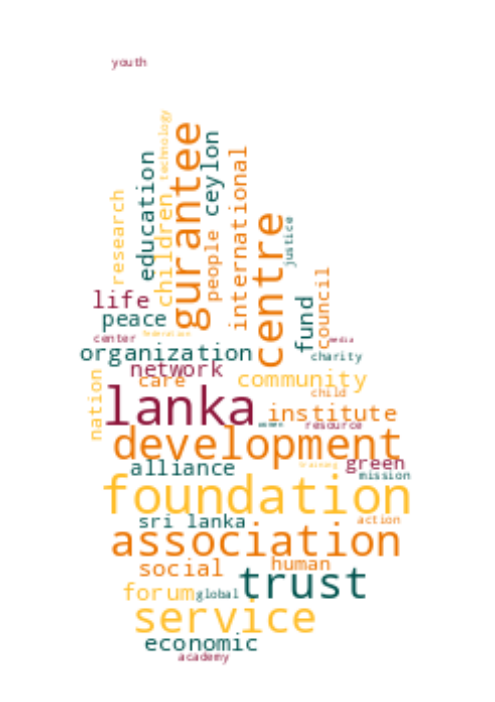 youth
technology
gurantee
ceylon
education
children
international
research
people
centre
justice
council
life
fund
peace
center
federation
media
organization
charity
network
care
community
nation
child
lanka
institute
women
resource
development
alliance
training
green
mission
foundation
sri lanka
action
association
social
human
trust
forum
global
service
economic
academy